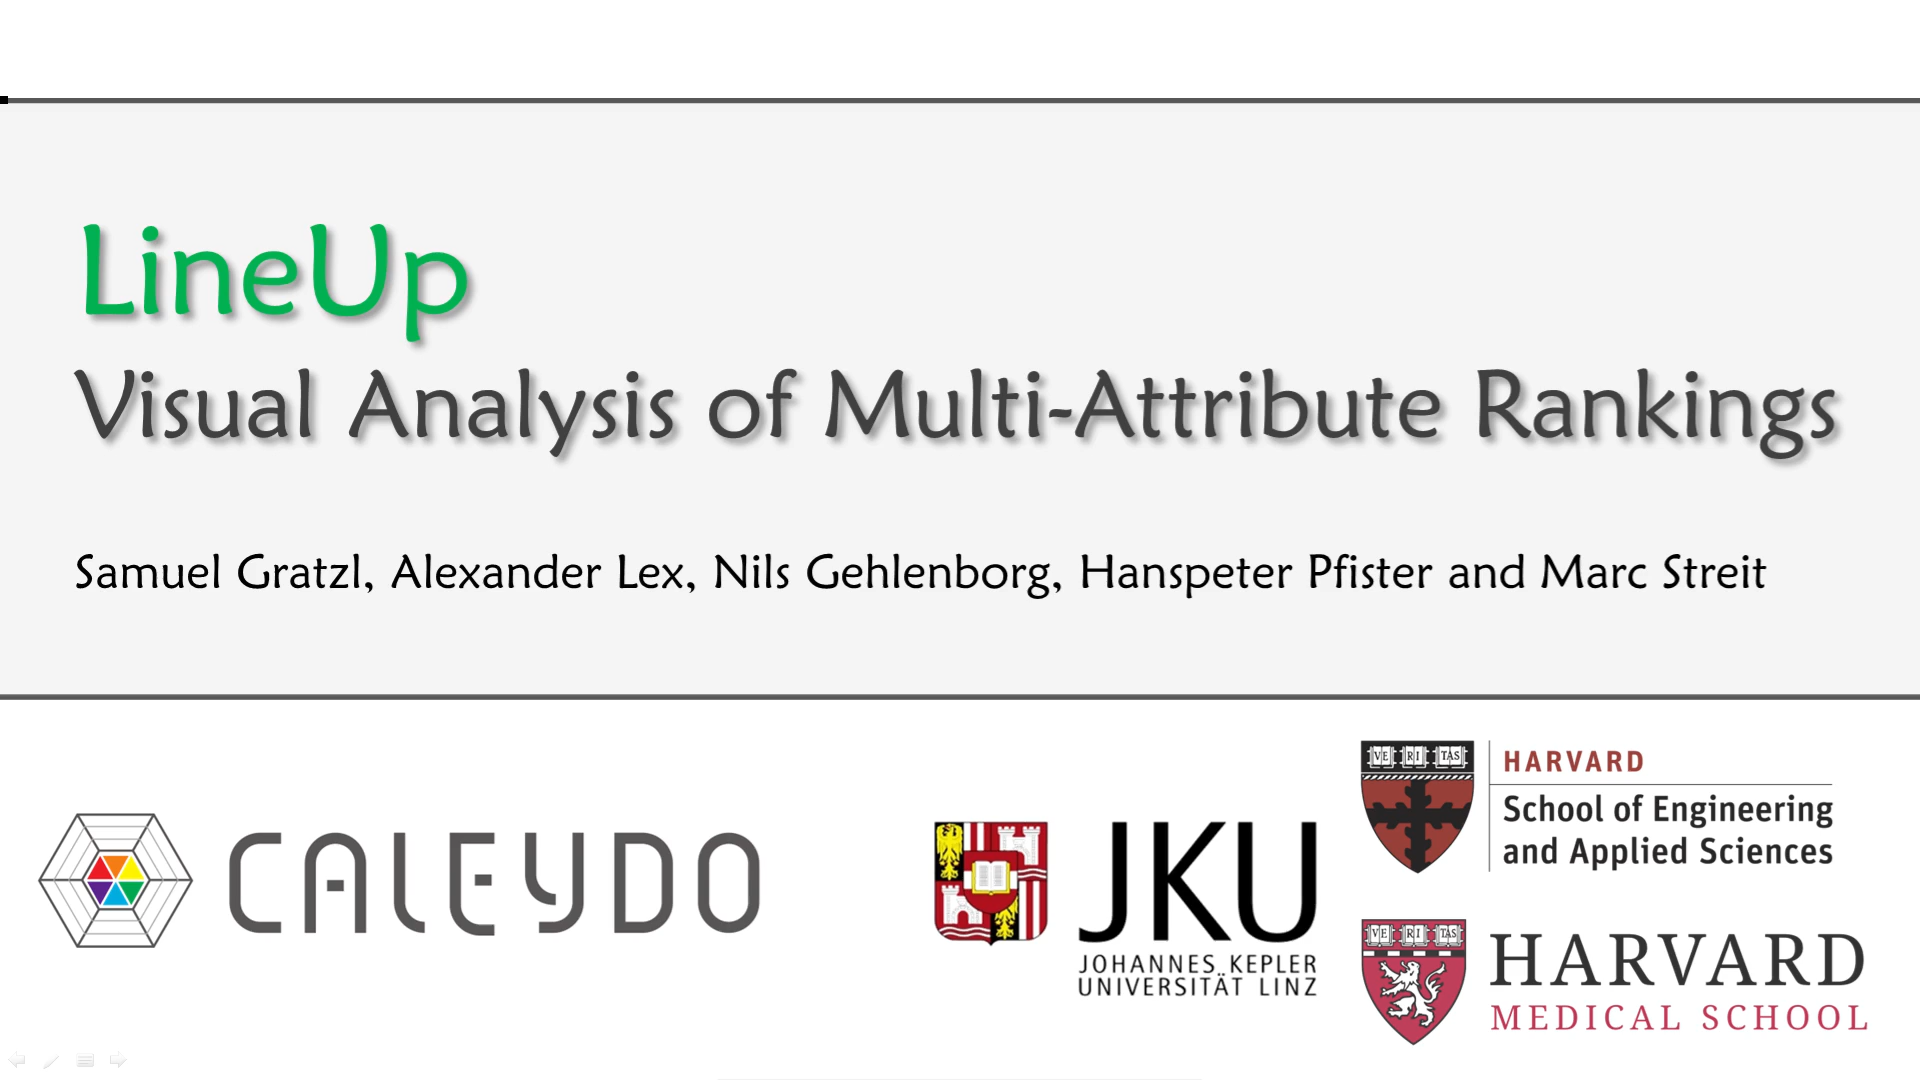 LineUp
Visual Analysis of Multi-Attribute Rankings
Samuel Gratzl, Alexander Lex, Nils Gehlenborg, Hanspeter Pfister and Marc Streit
CALEYDO
JKU
JOHANNES KEPLER
UNIVERSITÄT LINZ
VE RI TAS
HARVARD
School of Engineering
and Applied Sciences
VE RI TAS
HARVARD
MEDICAL SCHOOL